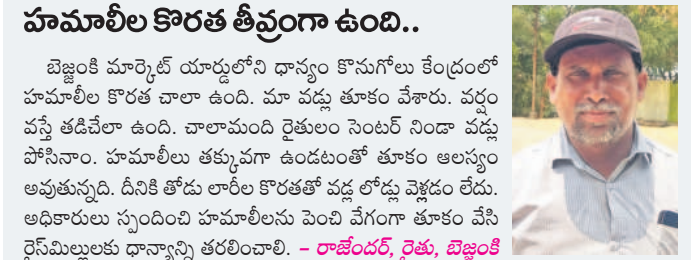 హమాలీల కొరత తీవ్రంగా ఉంది..
బెజ్జంకి మార్కెట్ యార్డులోని ధాన్యం కొనుగోలు కేంద్రంలో
హమాలీల కొరత చాలా ఉంది. మా వడ్లు తూకం వేశారు. వర్షం
వస్తే తడిచేలా ఉంది. చాలామంది రైతులం సెంటర్ నిండా వడ్లు
పోసినాం. హమాలీలు తక్కువగా ఉండటంతో తూకం ఆలస్యం
అవుతున్నది. దీనికి తోడు లారీల కొరతతో వడ్ల లోడ్లు వెళ్లడం లేదు.
అధికారులు స్పందించి హమాలీలను పెంచి వేగంగా తూకం వేసి
రైస్‌మిల్లులకు ధాన్యాన్ని తరలించాలి. – రాజేందర్, రైతు, బెజ్జంకి